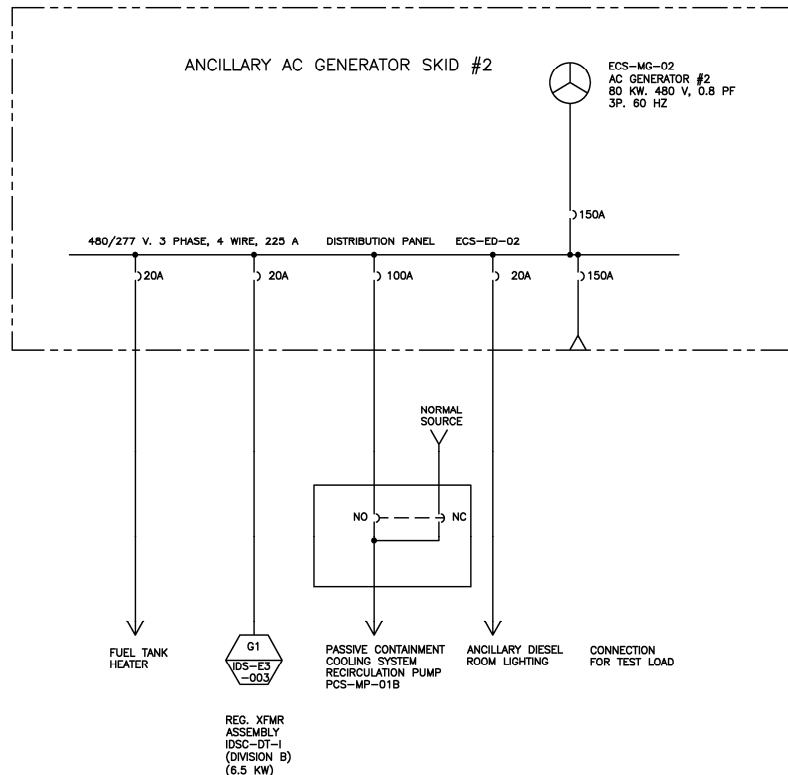 ANCILLARY AC GENERATOR SKID #2
ECS-MG-02
AC GENERATOR #2
80 KW. 480 V, 0.8 PF
3P. 60 HZ
150A
480/277 V. 3 PHASE, 4 WIRE, 225 A DISTRIBUTION PANEL ECS-ED-02
20A 20A 100A 20A 150A
NORMAL
SOURCE
NO NC
FUEL TANK
HEATER
G1
IDS-E3
-003
PASSIVE CONTAINMENT
COOLING SYSTEM
RECIRCULATION PUMP
PCS-MP-01B
ANCILLARY DIESEL
ROOM LIGHTING
CONNECTION
FOR TEST LOAD
REG. XFMR
ASSEMBLY
IDSC-DT-I
(DIVISION B)
(6.5 KW)